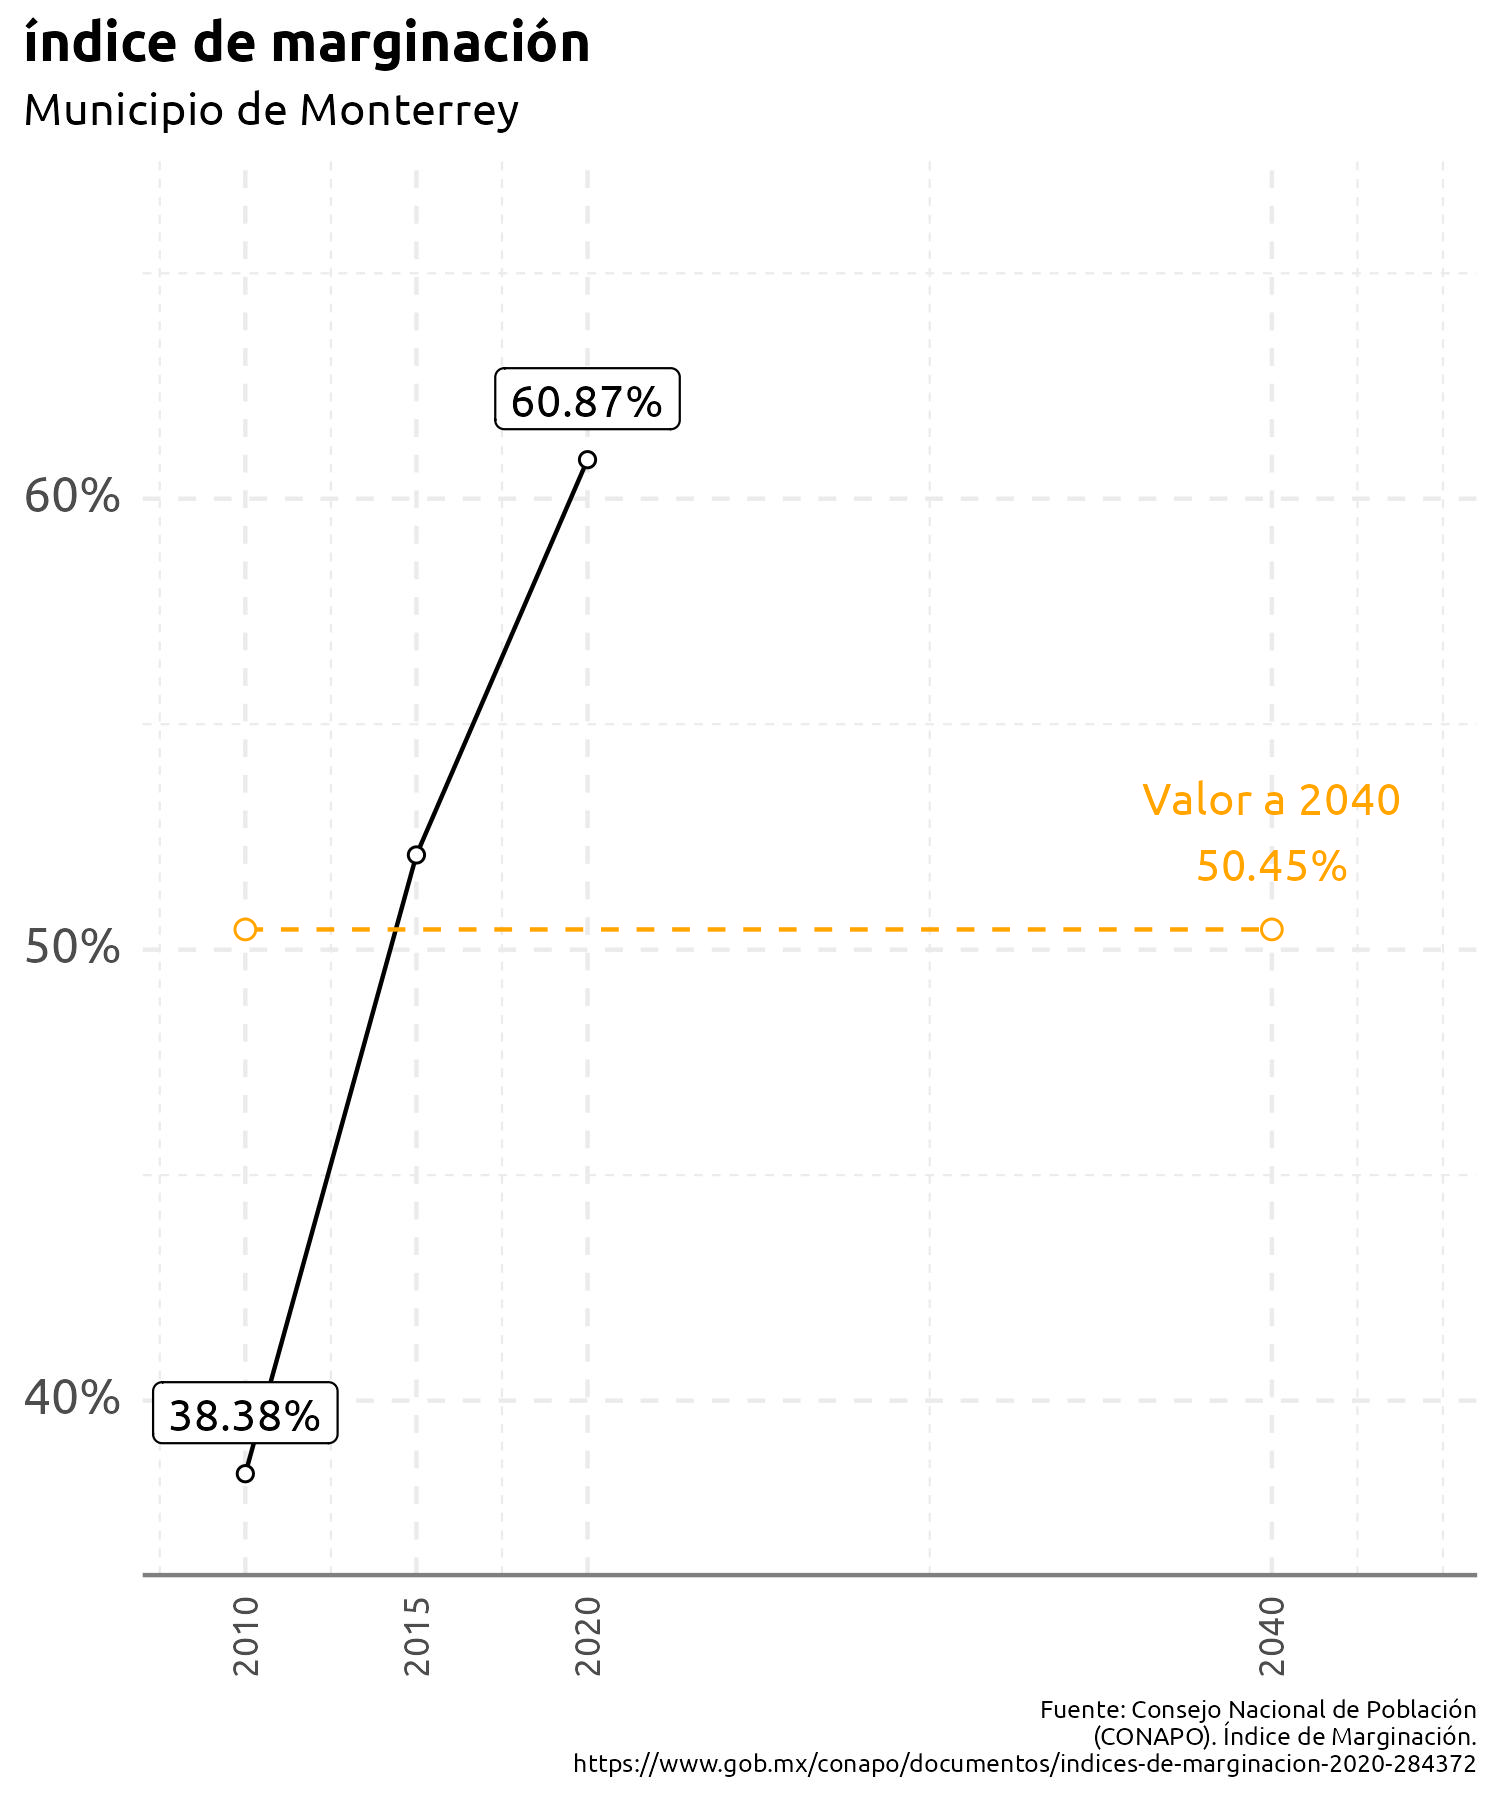 índice de marginación
Municipio de Monterrey
60.87%
60%
Valor a 2040
50.45%
50%
40%
38.38%
2010
2015
2020
2040
Fuente: Consejo Nacional de Población
(CONAPO). Índice de Marginación.
https://www.gob.mx/conapo/documentos/indices-de-marginacion-2020-284372